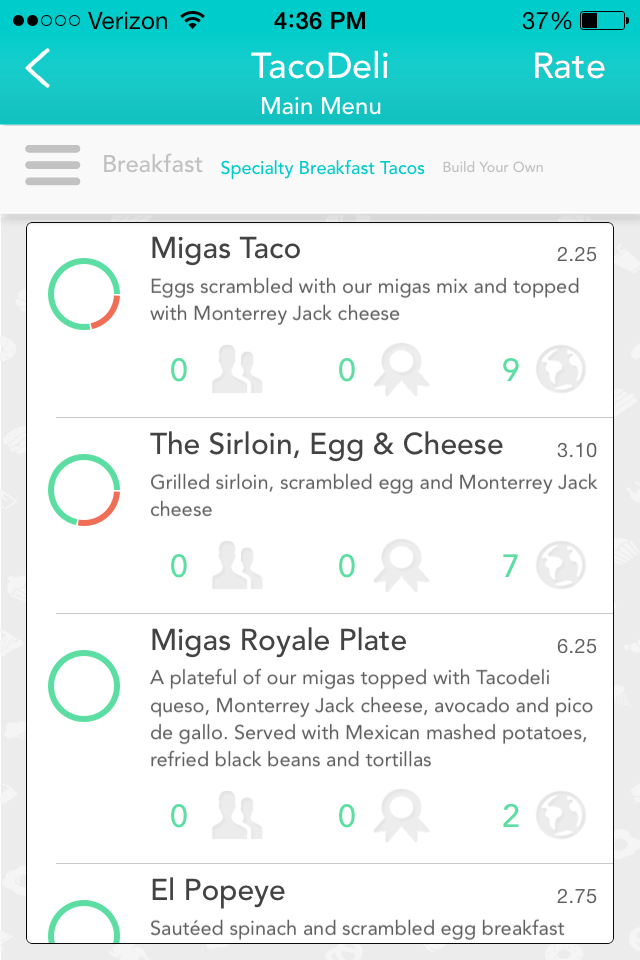 Verizon 4:36 PM 37%
TacoDeli Rate
Main Menu
Breakfast Specialty Breakfast Tacos Build Your Own
Migas Taco 2.25
Eggs scrambled with our migas mix and topped
with Monterrey Jack cheese
0 0 9
The Sirloin, Egg & Cheese 3.10
Grilled sirloin, scrambled egg and Monterrey Jack
cheese
0 0 7
Migas Royale Plate 6.25
A plateful of our migas topped with Tacodeli
queso, Monterrey Jack cheese, avocado and pico
de gallo. Served with Mexican mashed potatoes,
refried black beans and tortillas
0 0 2
El Popeye 2.75
Sautéed spinach and scrambled egg breakfast